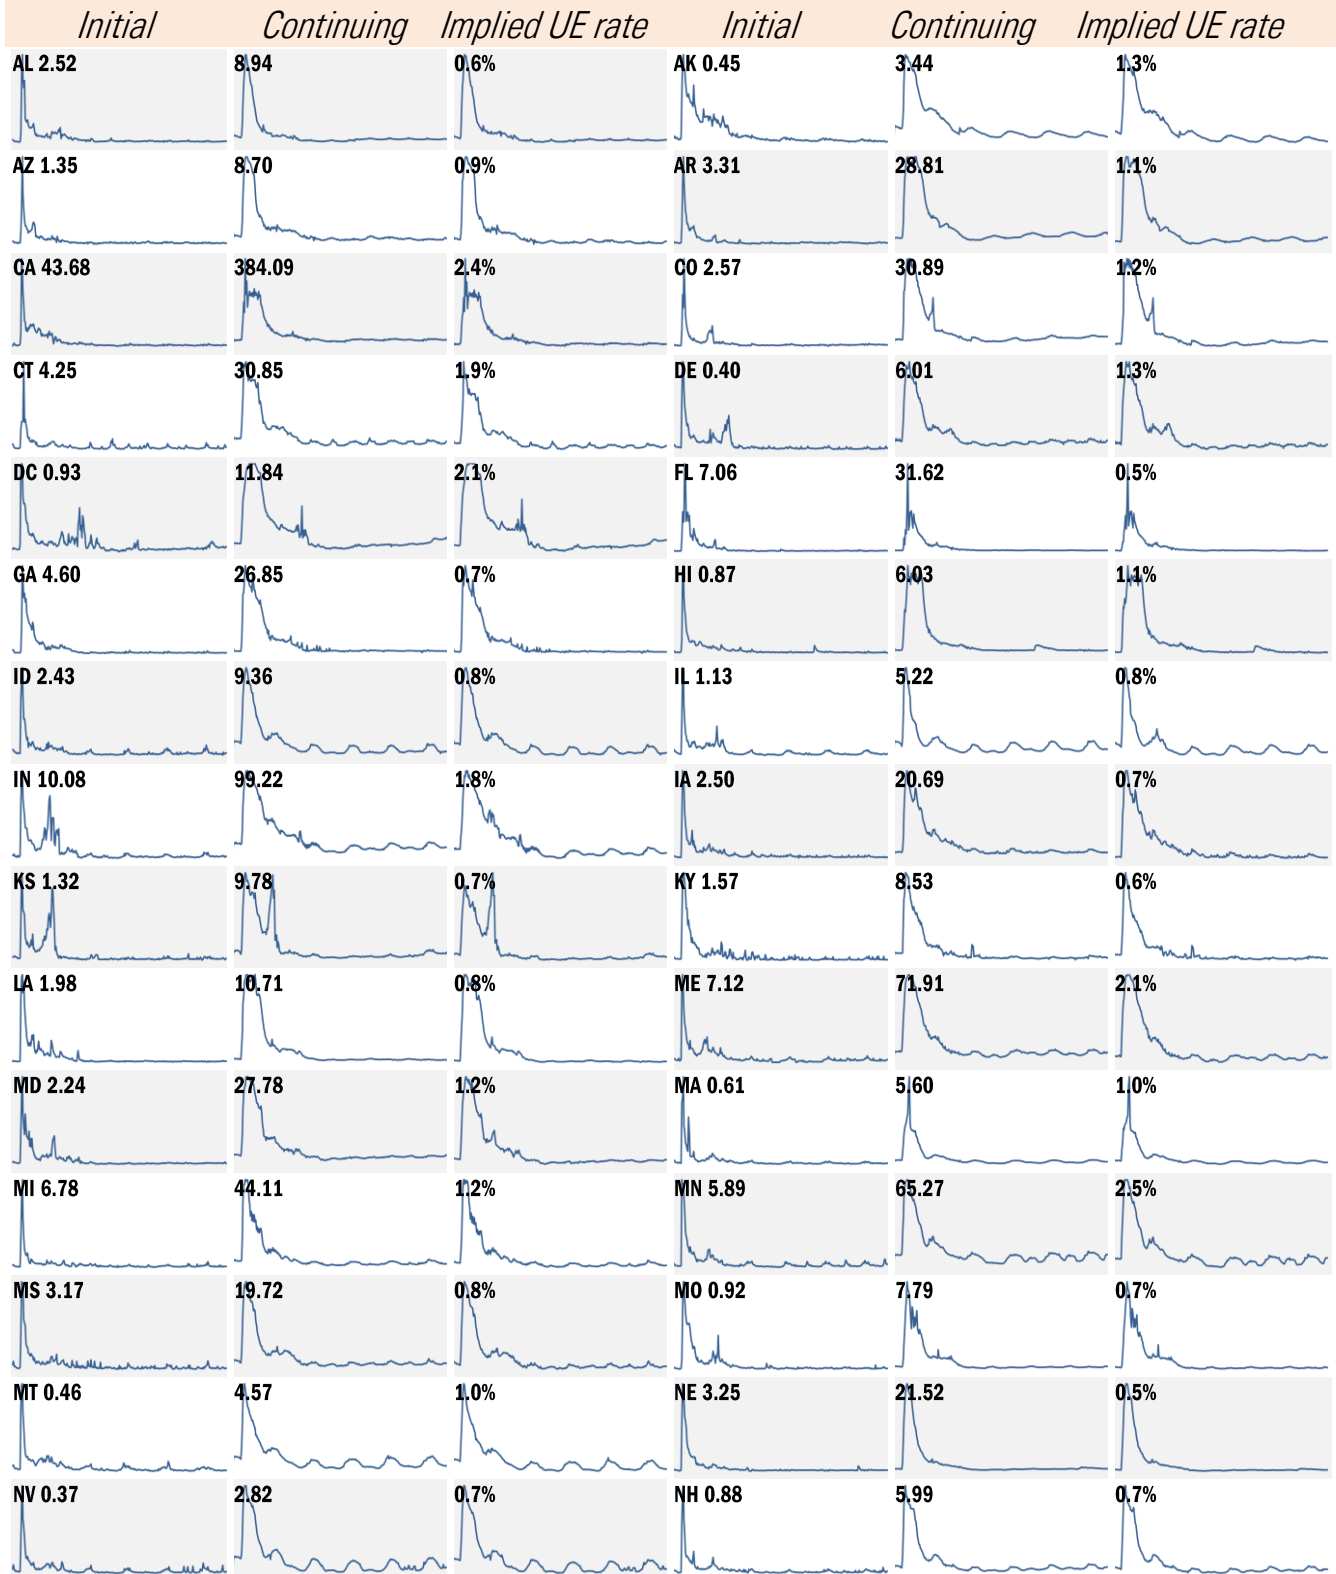 Initial Continuing Implied UE rate Initial Continuing Implied UE rate
AL 2.52 8.94 0.6% AK 0.45 3.44 1.3%
AZ 1.35 8.70 0.9% AR 3.31 28.81 1.1%
CA 43.68 384.09 2.4% CO 2.57 30.89 1.2%
CT 4.25 30.85 1.9% DE 0.40 6.01 1.3%
DC 0.93 11.84 2.1% FL 7.06 31.62 0.5%
GA 4.60 26.85 0.7% HI 0.87 6.03 1.1%
ID 2.43 9.36 0.8% IL 1.13 5.22 0.8%
IN 10.08 99.22 1.8% IA 2.50 20.69 0.7%
KS 1.32 9.78 0.7% KY 1.57 8.53 0.6%
LA 1.98 10.71 0.8% ME 7.12 71.91 2.1%
MD 2.24 27.78 1.2% MA 0.61 5.60 1.0%
MI 6.78 44.11 1.2% MN 5.89 65.27 2.5%
MS 3.17 19.72 0.8% MO 0.92 7.79 0.7%
MT 0.46 4.57 1.0% NE 3.25 21.52 0.5%
NV 0.37 2.82 0.7% NH 0.88 5.99 0.7%